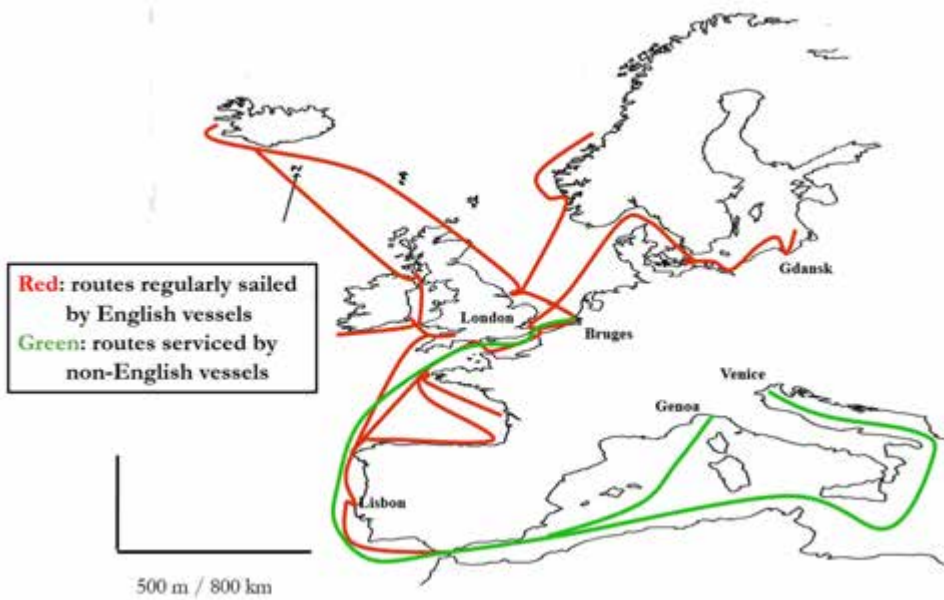 Gdansk
Red: routes regularly sailed
by English vessels
Green: routes serviced by
non-English vessels
London
Bruges
Venice
Genoa
Lisbon
500 m / 800 km